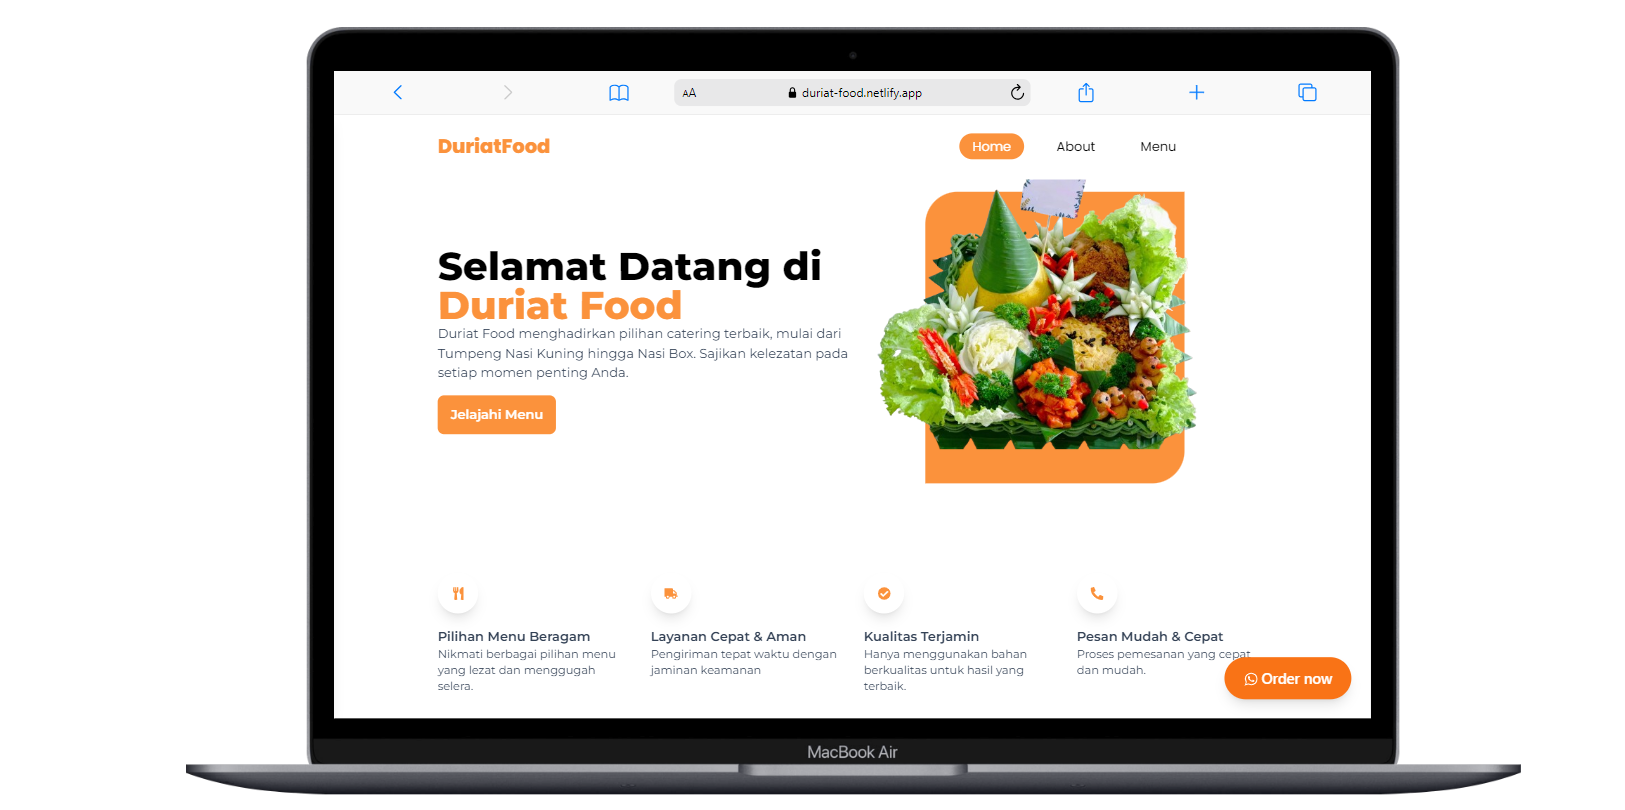 AA
duriat-food.netlify.app
DuriatFood
Home
About
Menu
Selamat Datang di
Duriat Food
Duriat Food menghadirkan pilihan catering terbaik, mulai dari
Tumpeng Nasi Kuning hingga Nasi Box. Sajikan kelezatan pada
setiap momen penting Anda.
Jelajahi Menu
Pilihan Menu Beragam
Nikmati berbagai pilihan menu
yang lezat dan menggugah
selera.
Layanan Cepat & Aman
Pengiriman tepat waktu dengan
jaminan keamanan
Kualitas Terjamin
Hanya menggunakan bahan
berkualitas untuk hasil yang
terbaik.
Pesan Mudah & Cepat
Proses pemesanan yang cepat
dan mudah.
Order now
MacBook Air